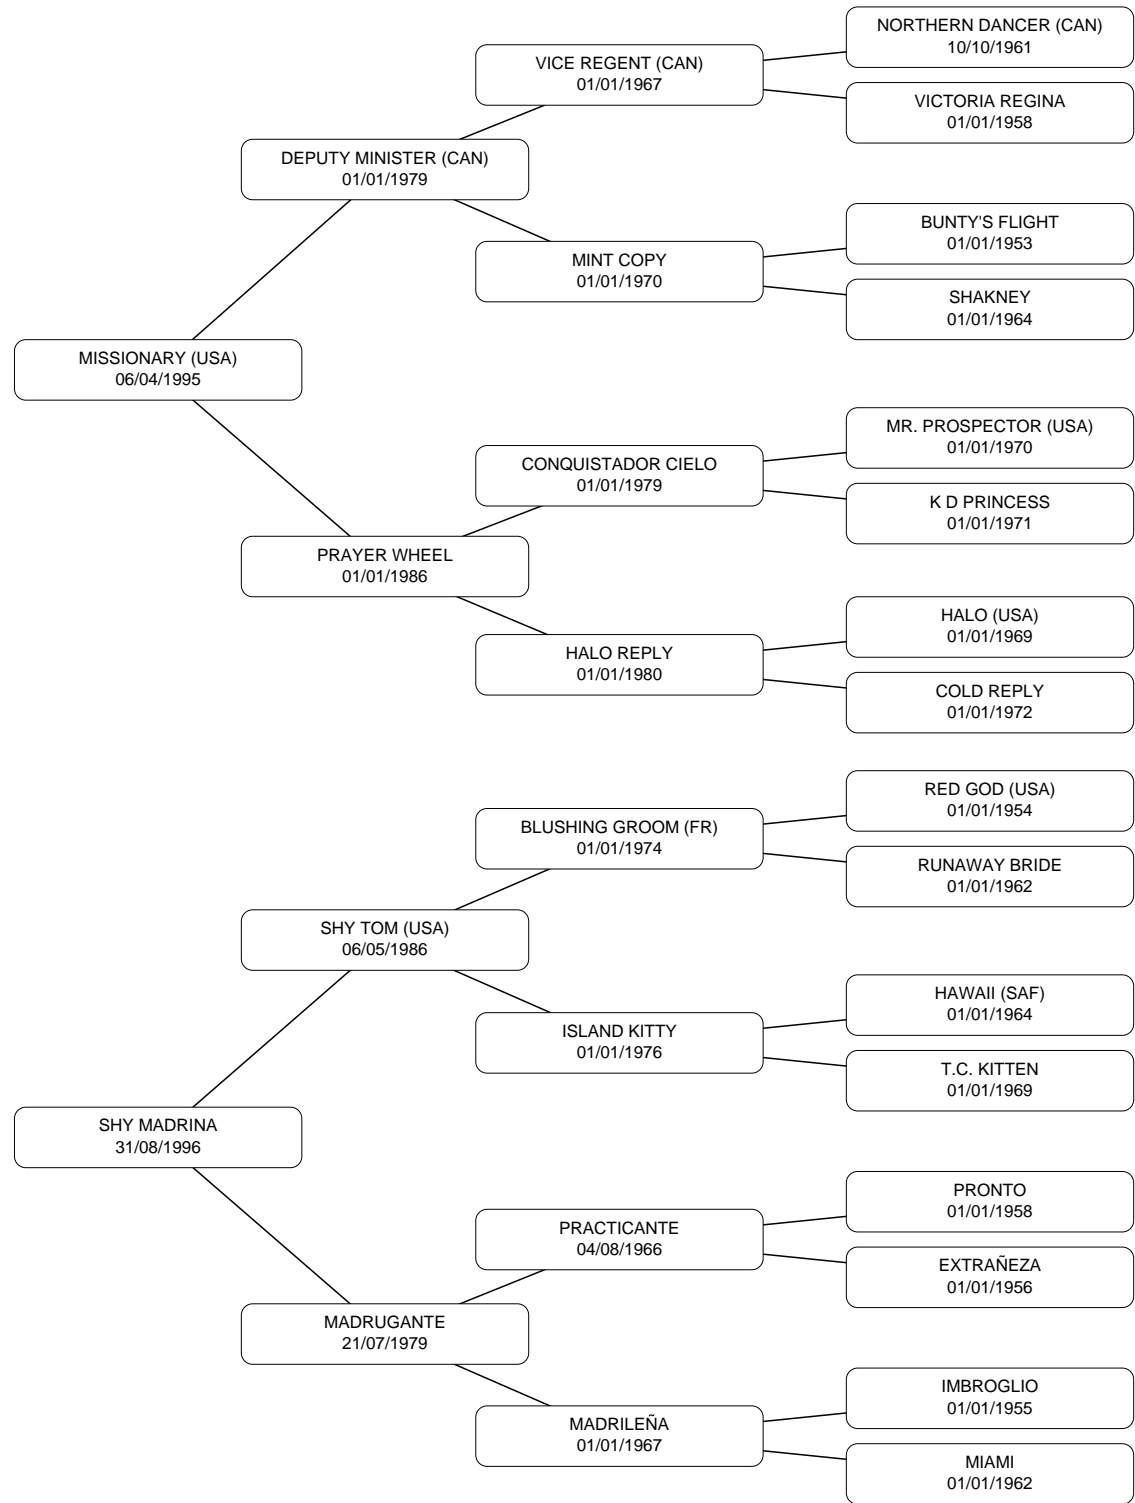 NORTHERN DANCER (CAN)
10/10/1961
VICE REGENT (CAN)
01/01/1967
VICTORIA REGINA
01/01/1958
DEPUTY MINISTER (CAN)
01/01/1979
BUNTY'S FLIGHT
01/01/1953
MINT COPY
01/01/1970
SHAKNEY
01/01/1964
MISSIONARY (USA)
06/04/1995
MR. PROSPECTOR (USA)
01/01/1970
CONQUISTADOR CIELO
01/01/1979
K D PRINCESS
01/01/1971
PRAYER WHEEL
01/01/1986
HALO (USA)
01/01/1969
HALO REPLY
01/01/1980
COLD REPLY
01/01/1972
RED GOD (USA)
01/01/1954
BLUSHING GROOM (FR)
01/01/1974
RUNAWAY BRIDE
01/01/1962
SHY TOM (USA)
06/05/1986
HAWAII (SAF)
01/01/1964
ISLAND KITTY
01/01/1976
T.C. KITTEN
01/01/1969
SHY MADRINA
31/08/1996
PRONTO
01/01/1958
PRACTICANTE
04/08/1966
EXTRAÑEZA
01/01/1956
MADRUGANTE
21/07/1979
IMBROGLIO
01/01/1955
MADRILEÑA
01/01/1967
MIAMI
01/01/1962